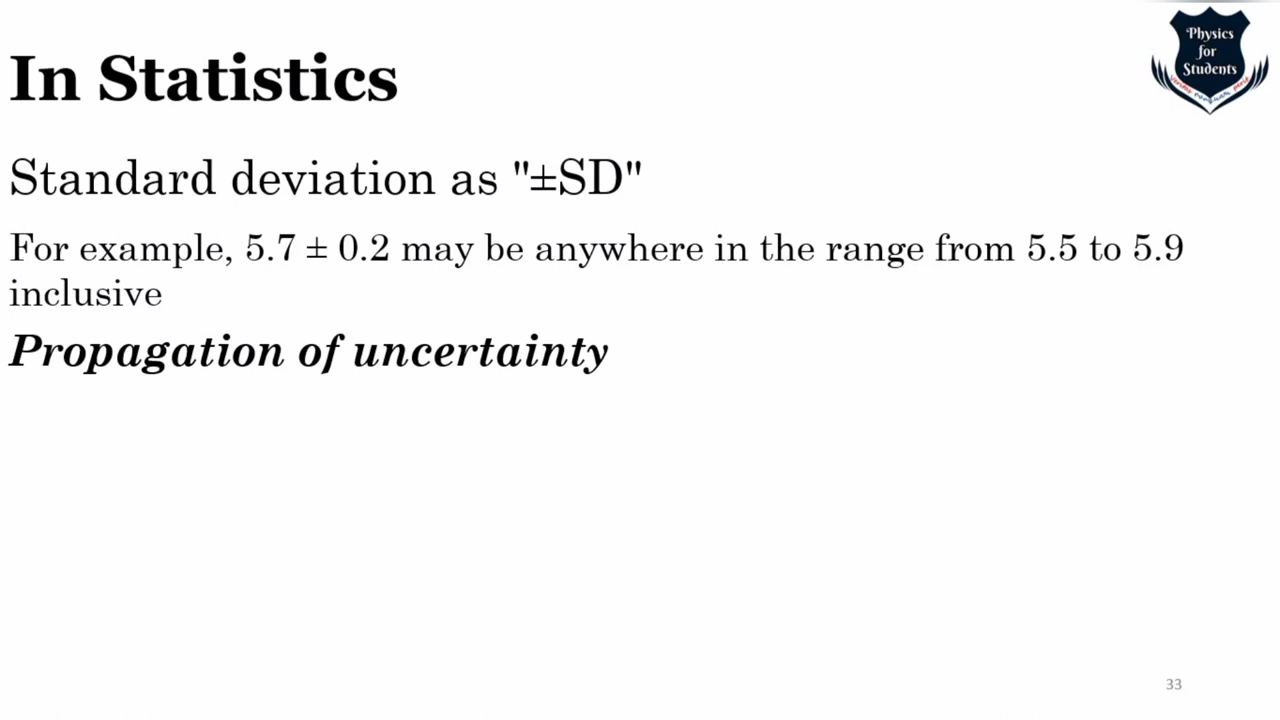 Physics
for
Students
In Statistics
Standard deviation as "±SD"
For example, 5.7 ± 0.2 may be anywhere in the range from 5.5 to 5.9
inclusive
Propagation of uncertainty
33